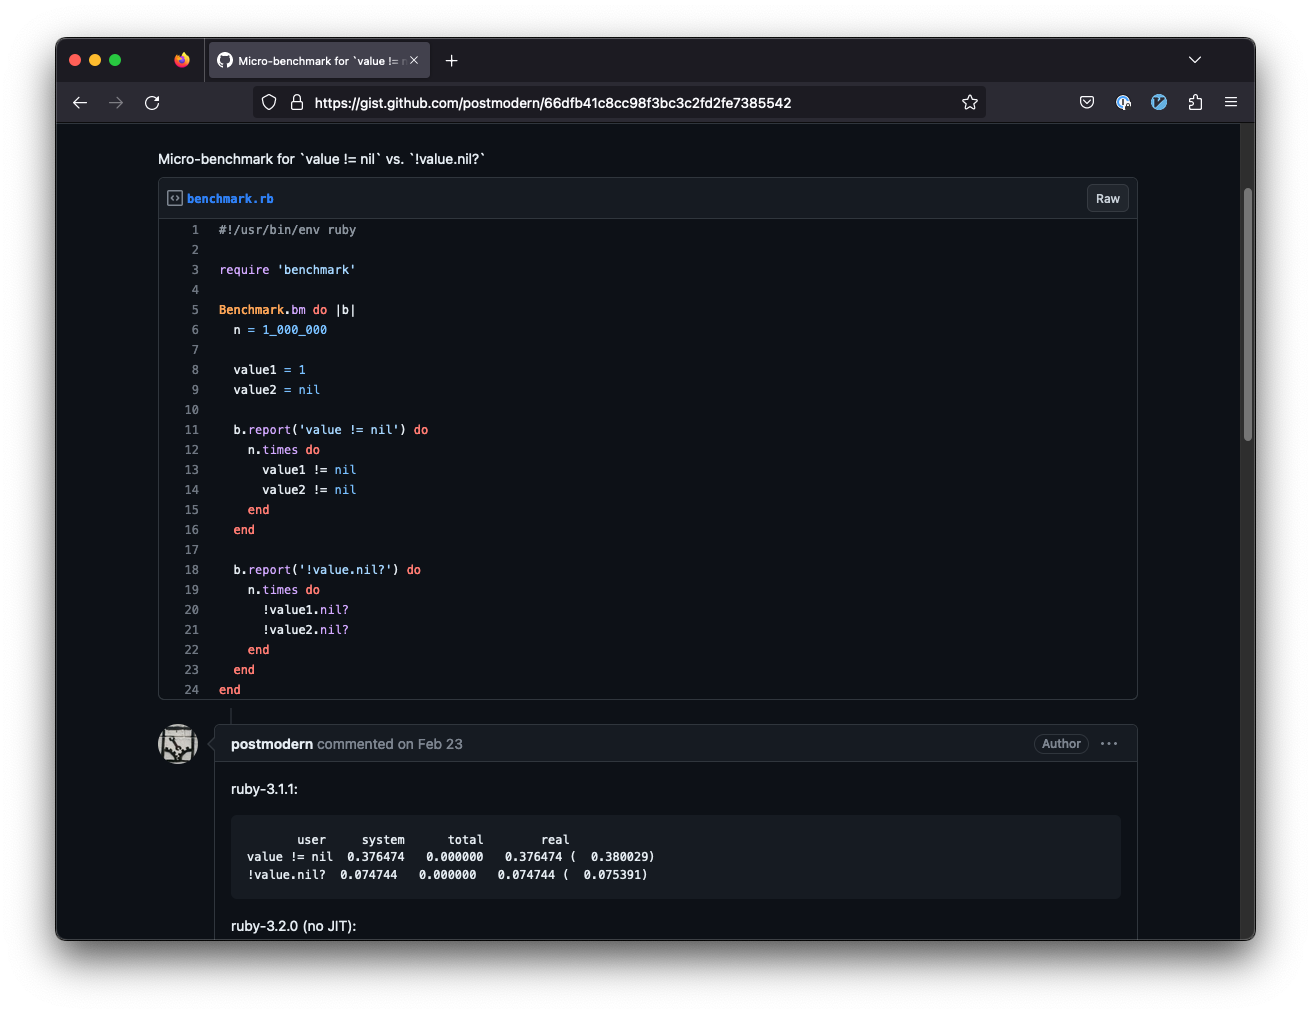 Micro-benchmark for `value != n
https://gist.github.com/postmodern/66dfb41c8cc98f3bc3c2fd2fe7385542
Micro-benchmark for `value != nil` vs. `!value.nil?`
benchmark.rb
Raw
1 #!/usr/bin/env ruby
2
3 require 'benchmark'
4
5 Benchmark.bm do |b|
6   n = 1_000_000
7
8   value1 = 1
9   value2 = nil
10
11   b.report('value != nil') do
12     n.times do
13       value1 != nil
14       value2 != nil
15     end
16   end
17
18   b.report('!value.nil?') do
19     n.times do
20       !value1.nil?
21       !value2.nil?
22     end
23   end
24 end
postmodern commented on Feb 23
Author
ruby-3.1.1:
       user     system      total        real
value != nil  0.376474   0.000000   0.376474 (  0.380029)
!value.nil?  0.074744   0.000000   0.074744 (  0.075391)
ruby-3.2.0 (no JIT):